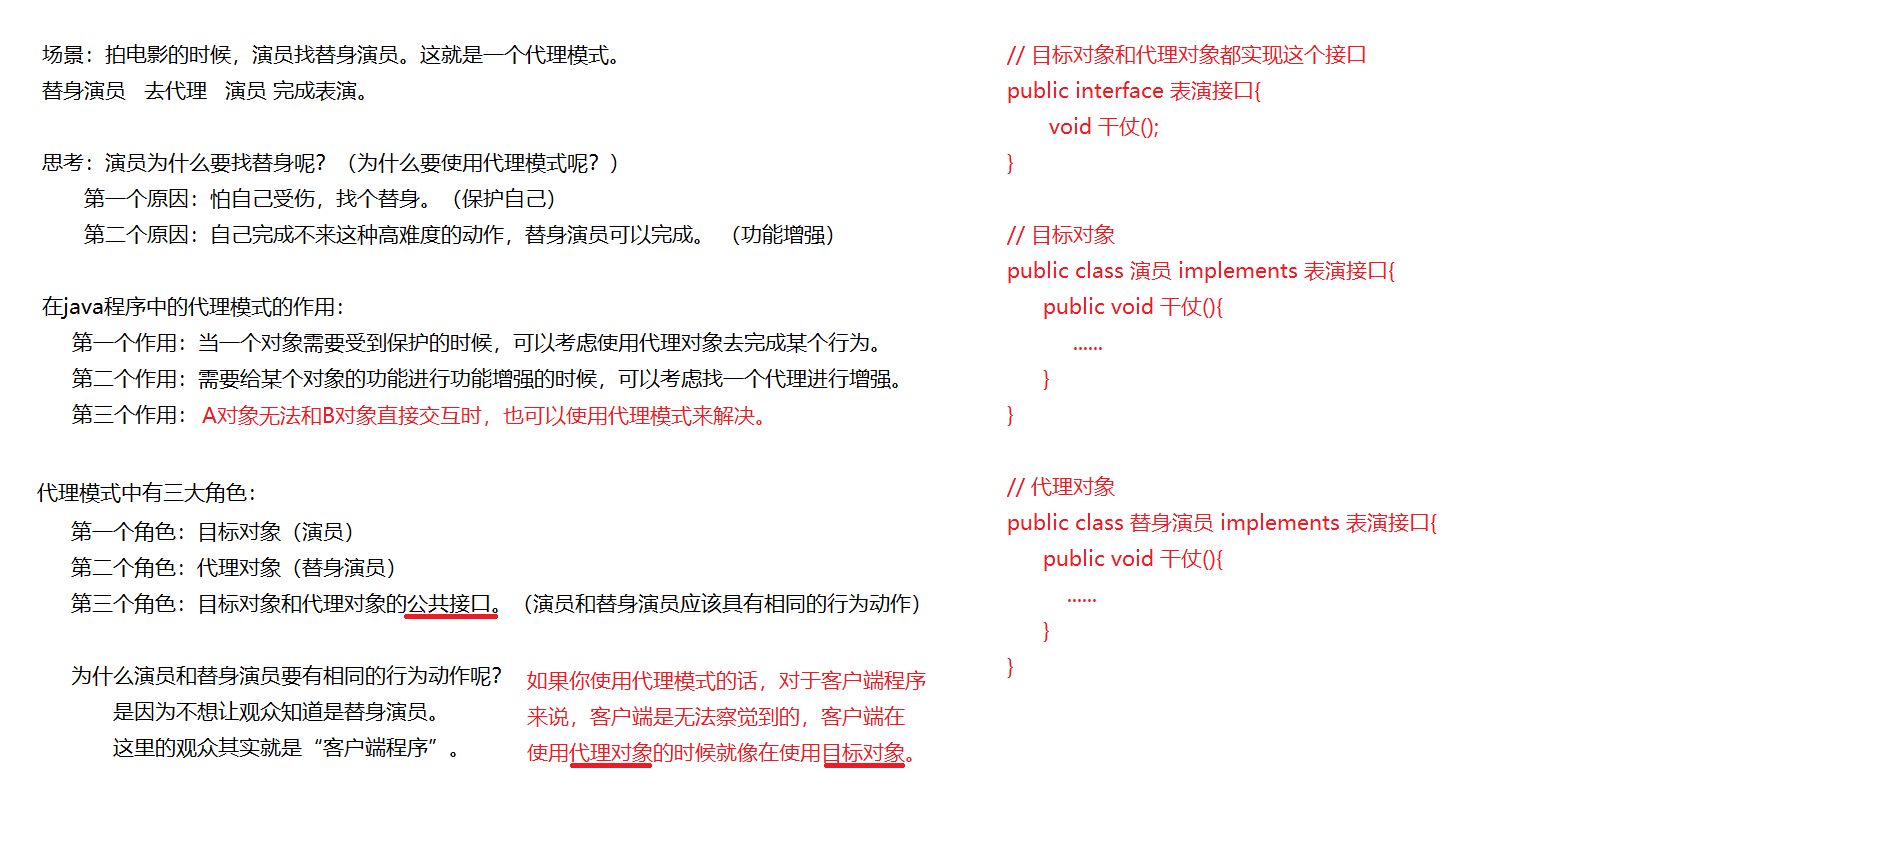 场景：拍电影的时候，演员找替身演员。这就是一个代理模式。
替身演员 去代理 演员 完成表演。
思考：演员为什么要找替身呢？（为什么要使用代理模式呢？）
第一个原因：怕自己受伤，找个替身。（保护自己）
第二个原因：自己完成不来这种高难度的动作，替身演员可以完成。（功能增强）
在java程序中的代理模式的作用：
第一个作用：当一个对象需要受到保护的时候，可以考虑使用代理对象去完成某个行为。
第二个作用：需要给某个对象的功能进行功能增强的时候，可以考虑找一个代理进行增强。
第三个作用：A对象无法和B对象直接交互时，也可以使用代理模式来解决。
代理模式中有三大角色：
第一个角色：目标对象（演员）
第二个角色：代理对象（替身演员）
第三个角色：目标对象和代理对象的公共接口。（演员和替身演员应该具有相同的行为动作）
为什么演员和替身演员要有相同的行为动作呢？
是因为不想让观众知道是替身演员。
这里的观众其实就是“客户端程序”。
如果你使用代理模式的话，对于客户端程序
来说，客户端是无法察觉到的，客户端在
使用代理对象的时候就像在使用目标对象。
// 目标对象和代理对象都实现这个接口
public interface 表演接口{
void 干仗();
}
// 目标对象
public class 演员 implements 表演接口{
public void 干仗(){
......
}
}
// 代理对象
public class 替身演员 implements 表演接口{
public void 干仗(){
......
}
}